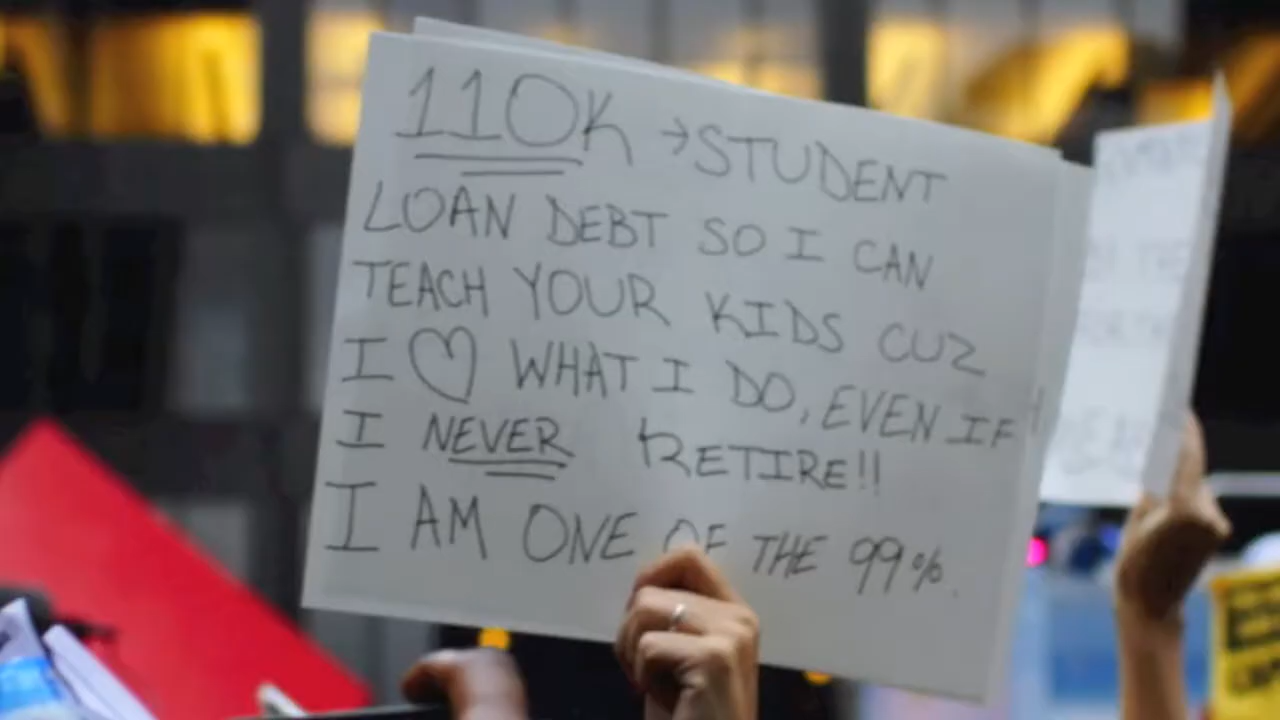 110K →STUDENT
LOAN DEBT SO I CAN
TEACH YOUR KIDS CUZ
I ♡ WHAT I DO, EVEN IF
I NEVER RETIRE!!
I AM ONE OF THE 99%.